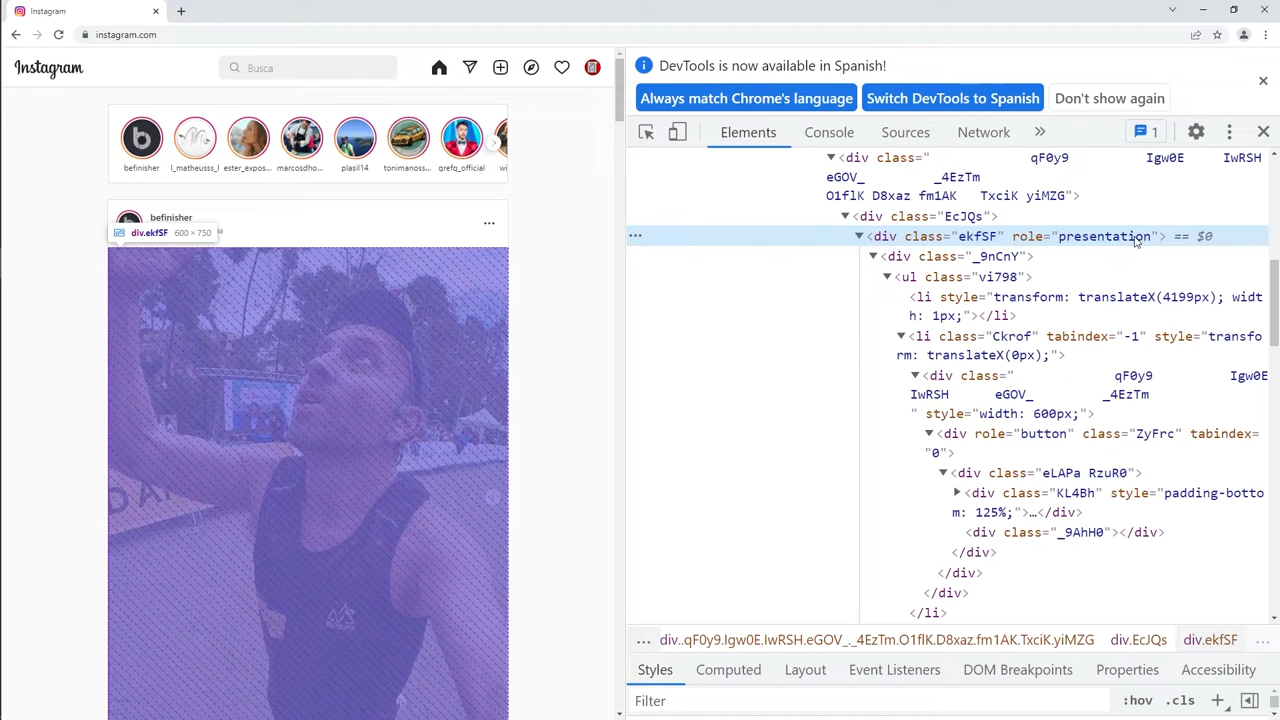 Instagram
instagram.com
Instagram
Busca
befinisher
l_matheusss_l
ester_expos...
marcosdho...
plasil14
tonimanoss...
qrefq_official
wi
befinisher
div.ekfSF 600 × 750
DevTools is now available in Spanish!
Always match Chrome's language
Switch DevTools to Spanish
Don't show again
Elements
Console
Sources
Network
1
<div class=" qF0y9 Igw0E IwRSH
eGOV_ _4EzTm
O1flK D8xaz fm1AK TxciK yiMZG">
<div class="EcJQs">
<div class="ekfSF" role="presentation"> == $0
<div class="_9nCnY">
<ul class="vi798">
<li style="transform: translateX(4199px); widt
h: 1px;"></li>
<li class="Ckrof" tabindex="-1" style="transfo
rm: translateX(0px);">
<div class=" qF0y9 Igw0E
IwRSH eGOV_ _4EzTm
" style="width: 600px;">
<div role="button" class="ZyFrc" tabindex=
"0">
<div class="eLAPa RzuR0">
<div class="KL4Bh" style="padding-botto
m: 125%;">…</div>
<div class="_9AhH0"></div>
</div>
</div>
</div>
</li>
... div..qF0y9.Igw0E.IwRSH.eGOV_._4EzTm.O1flK.D8xaz.fm1AK.TxciK.yiMZG div.EcJQs div.ekfSF ...
Styles
Computed
Layout
Event Listeners
DOM Breakpoints
Properties
Accessibility
Filter
:hov .cls